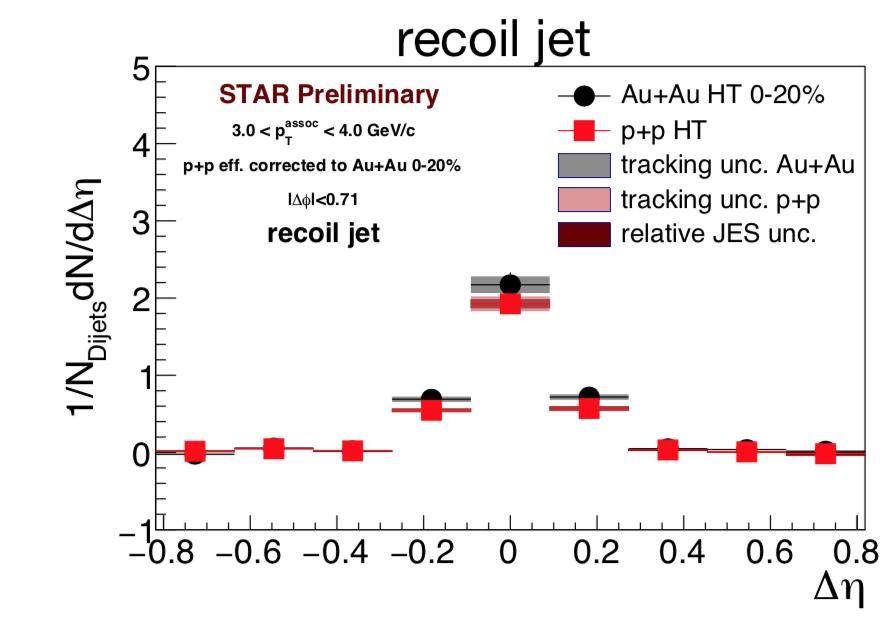 recoil jet
STAR Preliminary
3.0 < p_T^assoc < 4.0 GeV/c
p+p eff. corrected to Au+Au 0-20%
|Δϕ|<0.71
recoil jet
Au+Au HT 0-20%
p+p HT
tracking unc. Au+Au
tracking unc. p+p
relative JES unc.
1/N_Dijets dN/dΔη
5
4
3
2
1
0
−1
−0.8 −0.6 −0.4 −0.2 0 0.2 0.4 0.6 0.8
Δη